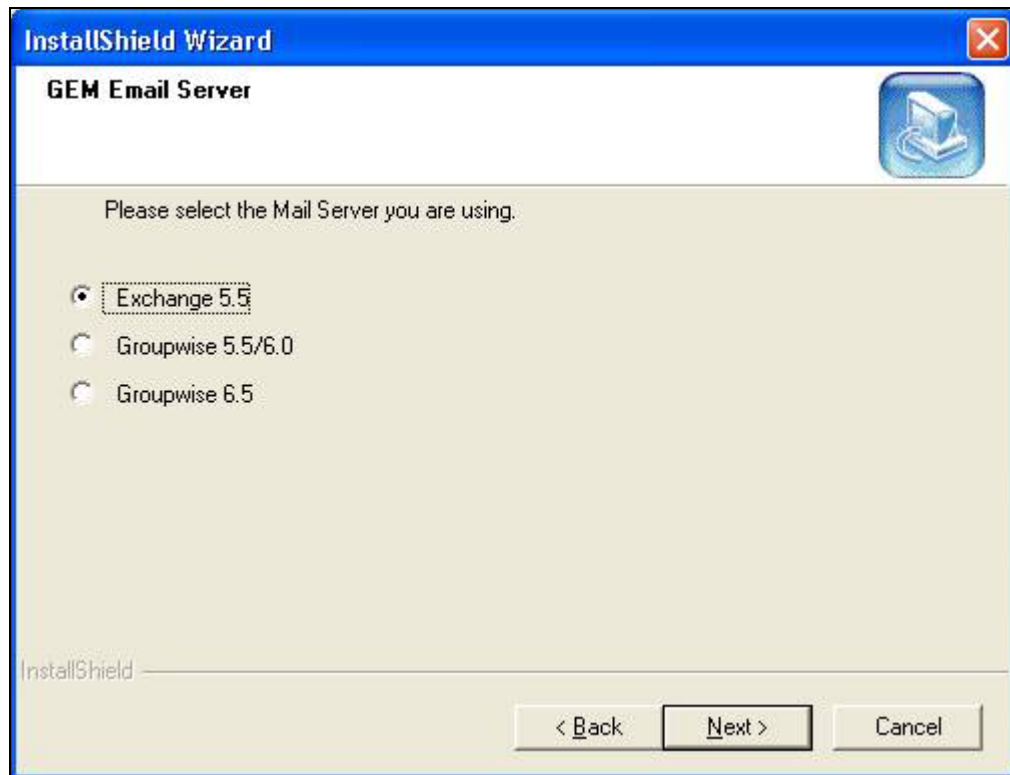 InstallShield Wizard
GEM Email Server
Please select the Mail Server you are using.
Exchange 5.5
Groupwise 5.5/6.0
Groupwise 6.5
InstallShield
< Back
Next >
Cancel